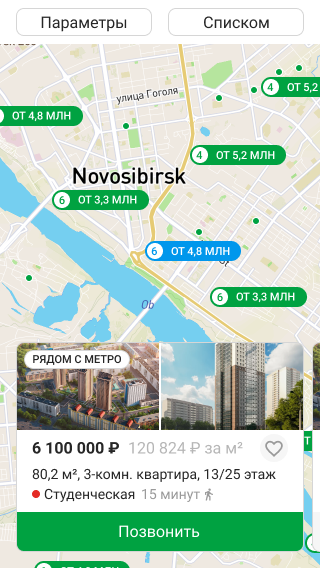 Параметры
Списком
улица Гоголя
4 ОТ 5,2
ОТ 4,8 МЛН
4 ОТ 5,2 МЛН
Novosibirsk
6 ОТ 3,3 МЛН
6 ОТ 4,8 МЛН
6 ОТ 3,3 МЛН
Ob
РЯДОМ С МЕТРО
6 100 000 ₽ 120 824 ₽ за м²
80,2 м², 3-комн. квартира, 13/25 этаж
Студенческая 15 минут
Позвонить